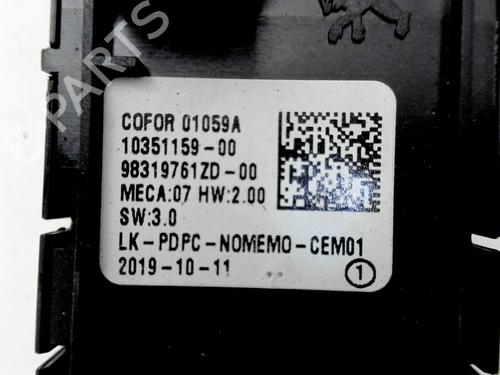 PARTS
COFOR 01059A
10351159-00
98319761ZD-00
MECA:07 HW:2.00
SW:3.0
LK-PDPC-NOMEMO-CEM01
2019-10-11
1